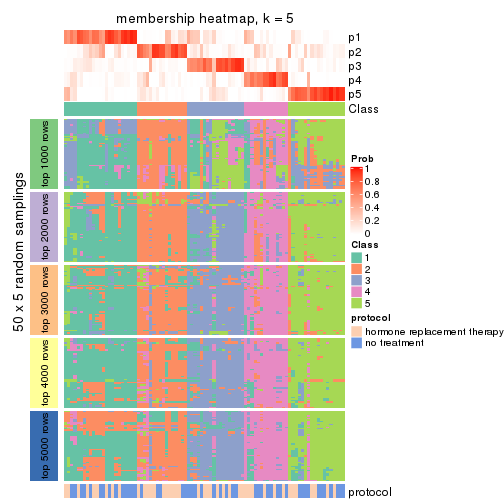 membership heatmap, k = 5
p1
p2
p3
p4
p5
Class
50 x 5 random samplings
top 1000 rows
top 2000 rows
top 3000 rows
top 4000 rows
top 5000 rows
protocol
Prob
1
0.8
0.6
0.4
0.2
0
Class
1
2
3
4
5
protocol
hormone replacement therapy
no treatment